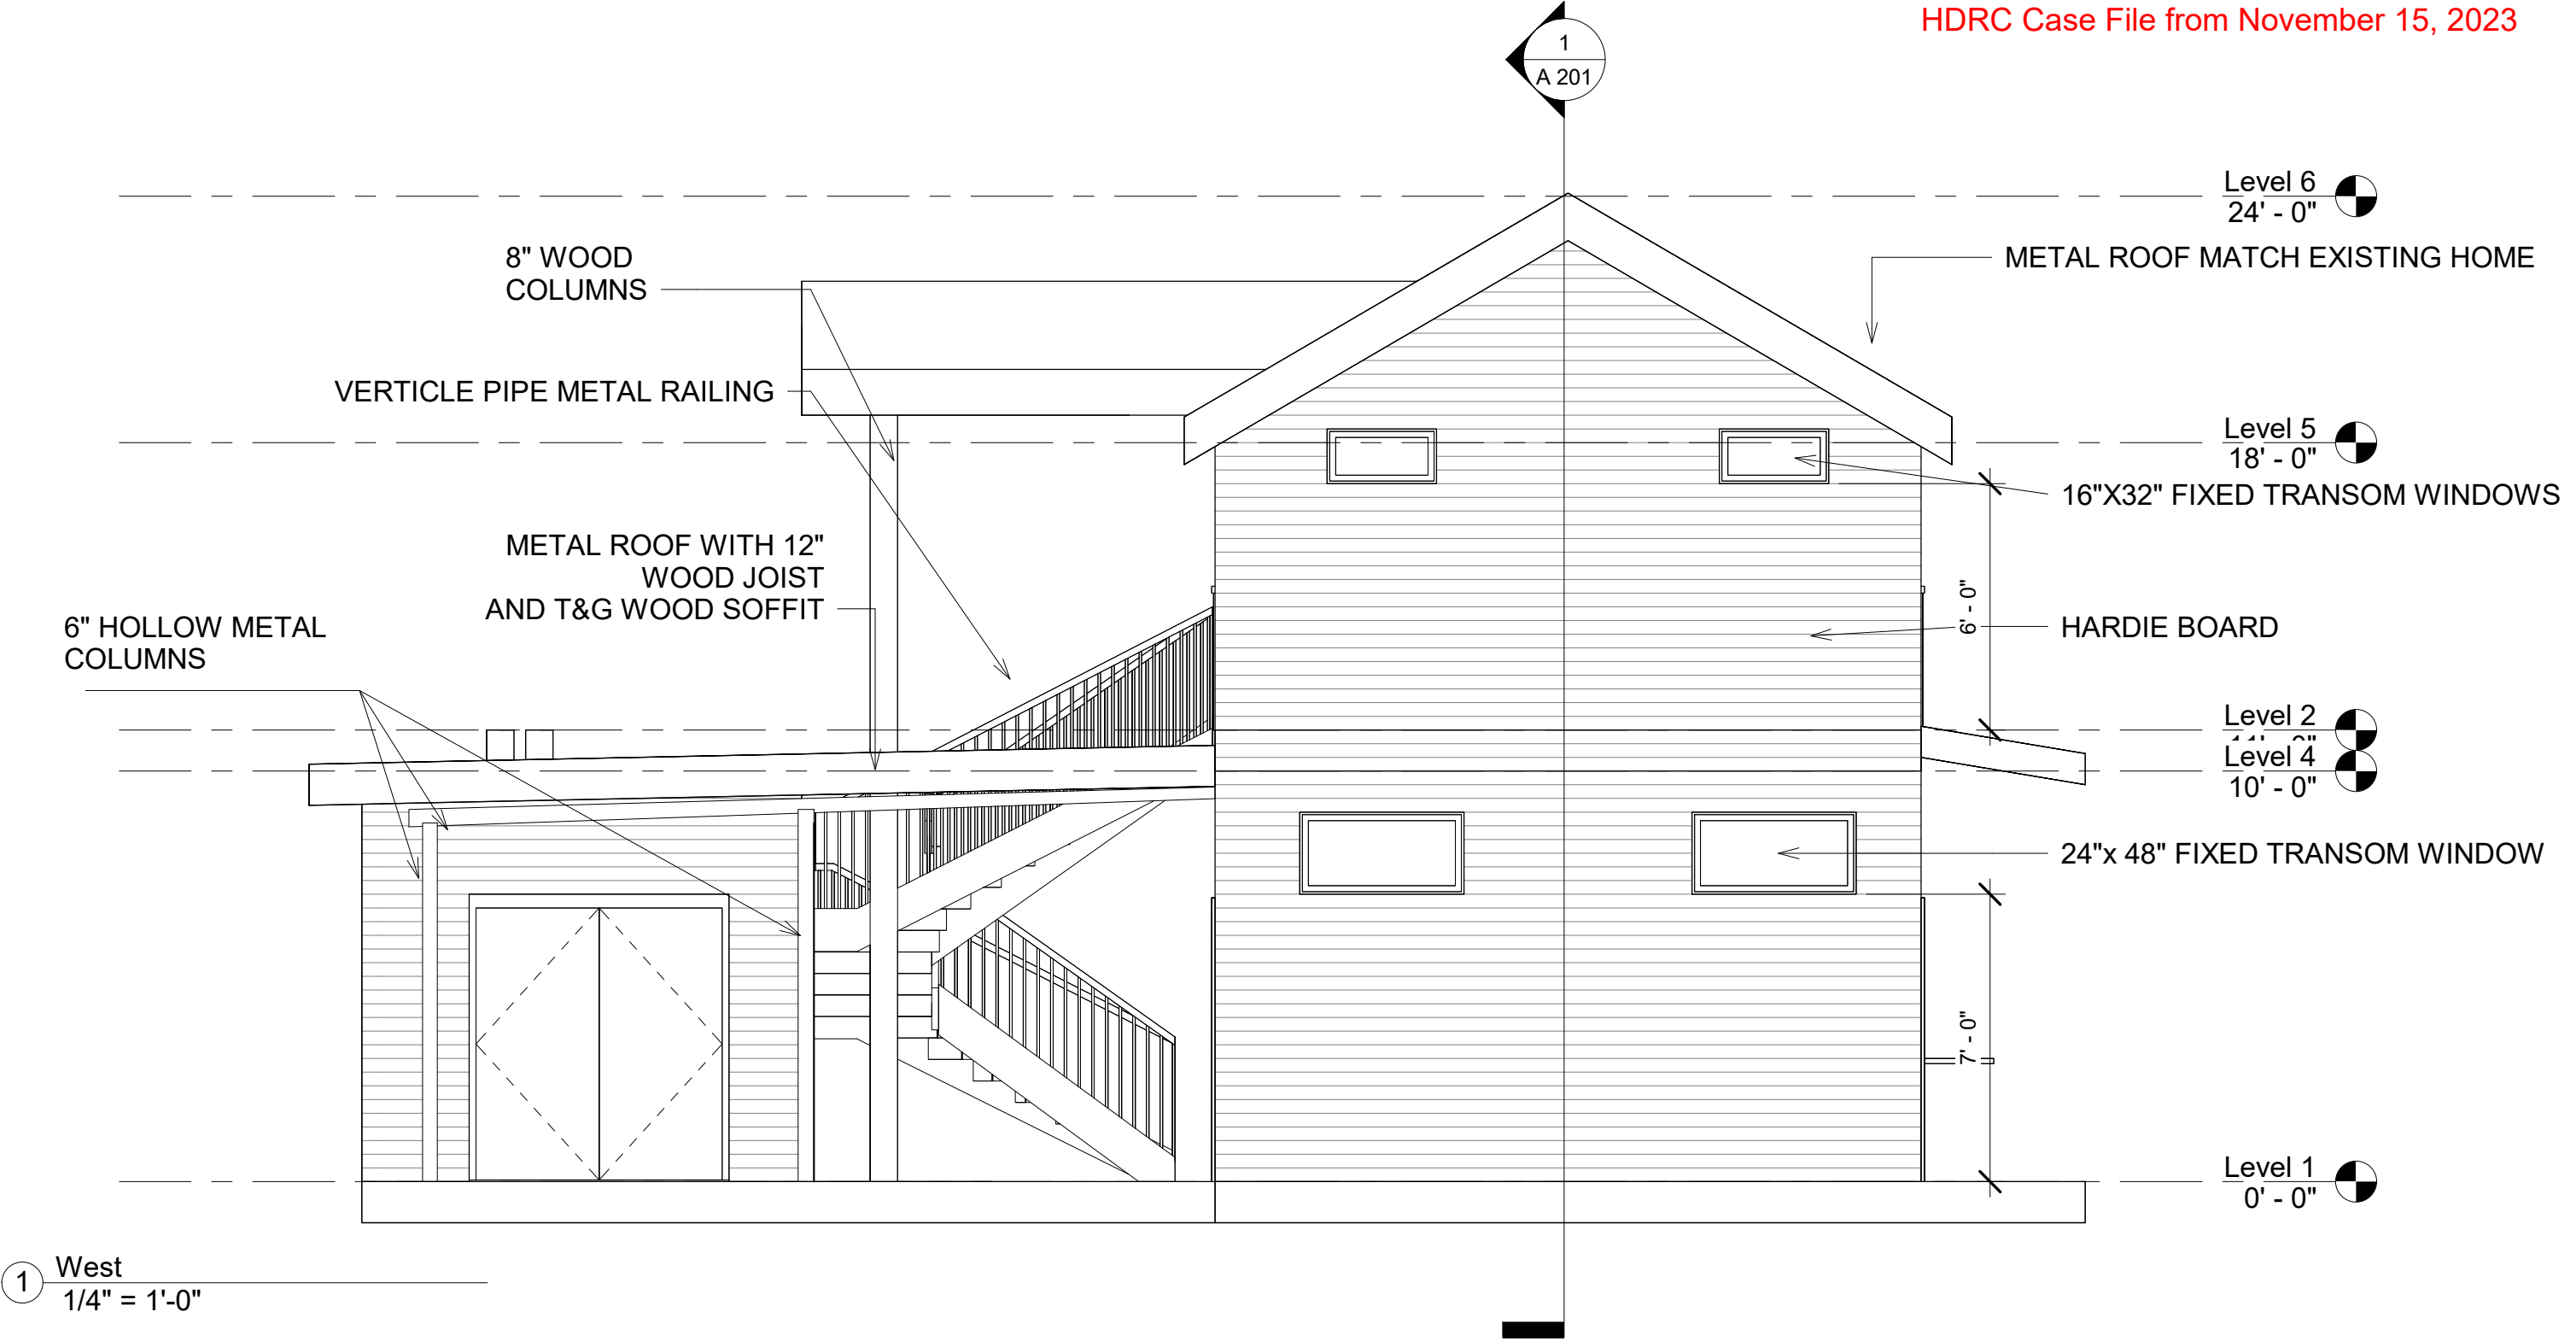 HDRC Case File from November 15, 2023
1
A 201
Level 6
24' - 0"
8" WOOD
COLUMNS
METAL ROOF MATCH EXISTING HOME
VERTICLE PIPE METAL RAILING
Level 5
18' - 0"
16"X32" FIXED TRANSOM WINDOWS
METAL ROOF WITH 12"
WOOD JOIST
AND T&G WOOD SOFFIT
6" HOLLOW METAL
COLUMNS
6' - 0"
HARDIE BOARD
Level 2
Level 4
10' - 0"
24"x 48" FIXED TRANSOM WINDOW
7' - 0"
Level 1
0' - 0"
1
West
1/4" = 1'-0"